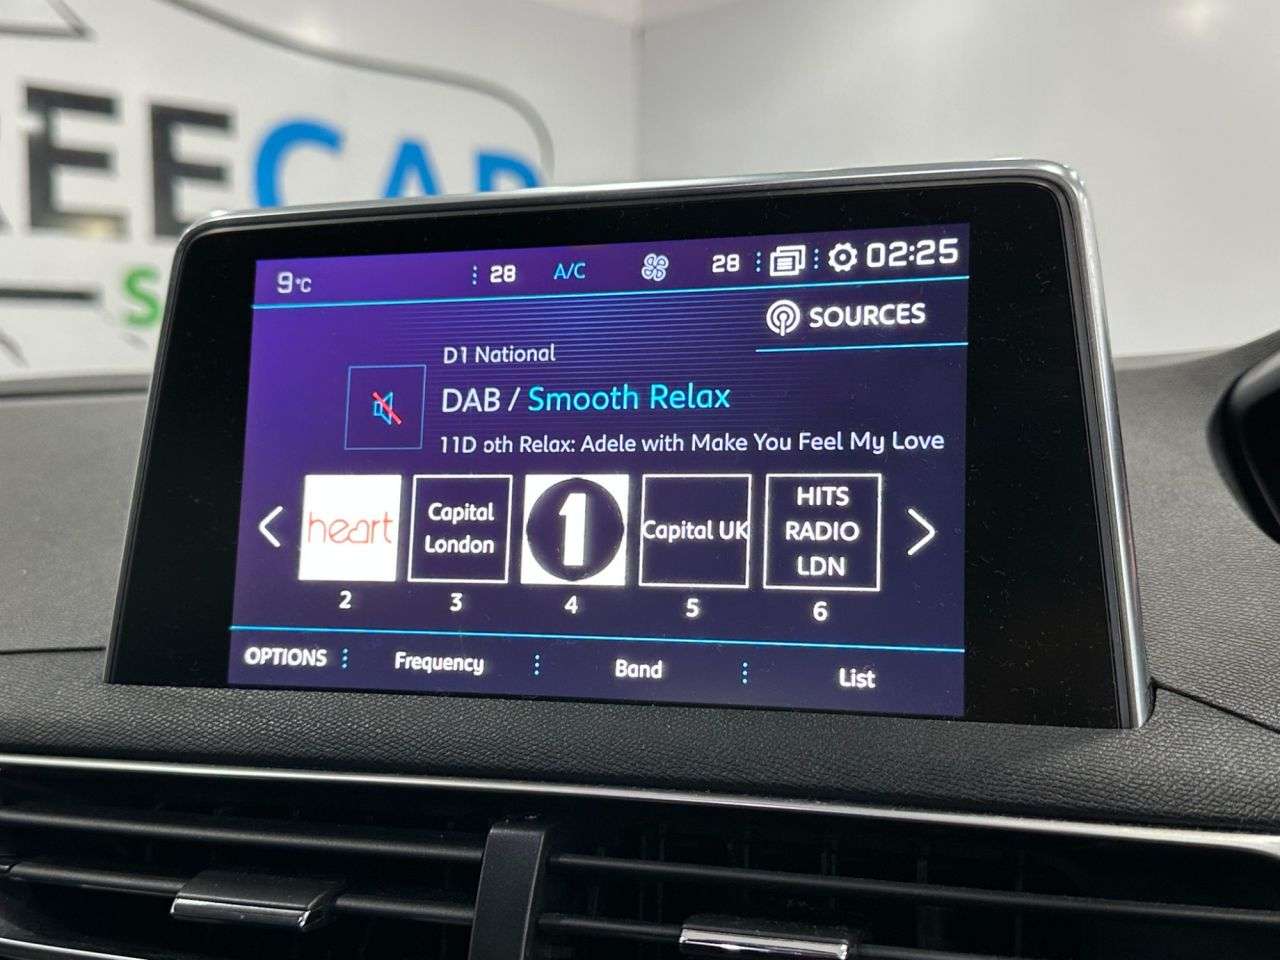 REECAR
S
9°C
28
A/C
28
02:25
SOURCES
D1 National
DAB / Smooth Relax
11D oth Relax: Adele with Make You Feel My Love
heart
Capital London
1
Capital UK
HITS RADIO LDN
2
3
4
5
6
OPTIONS
Frequency
Band
List